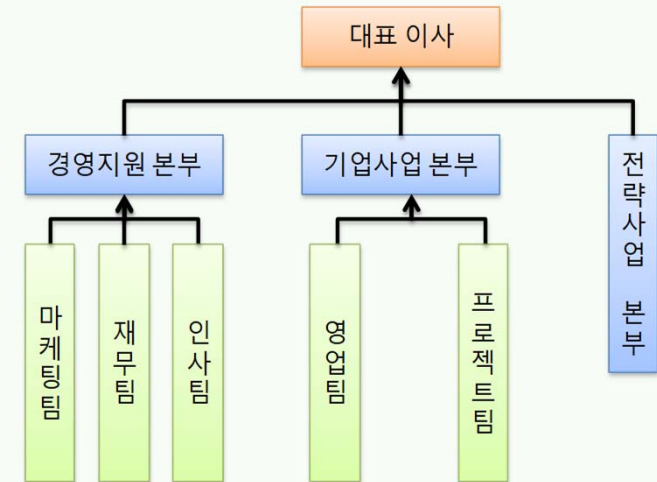 대표 이사
경영지원 본부
기업사업 본부
전략사업 본부
마케팅팀
재무팀
인사팀
영업팀
프로젝트팀